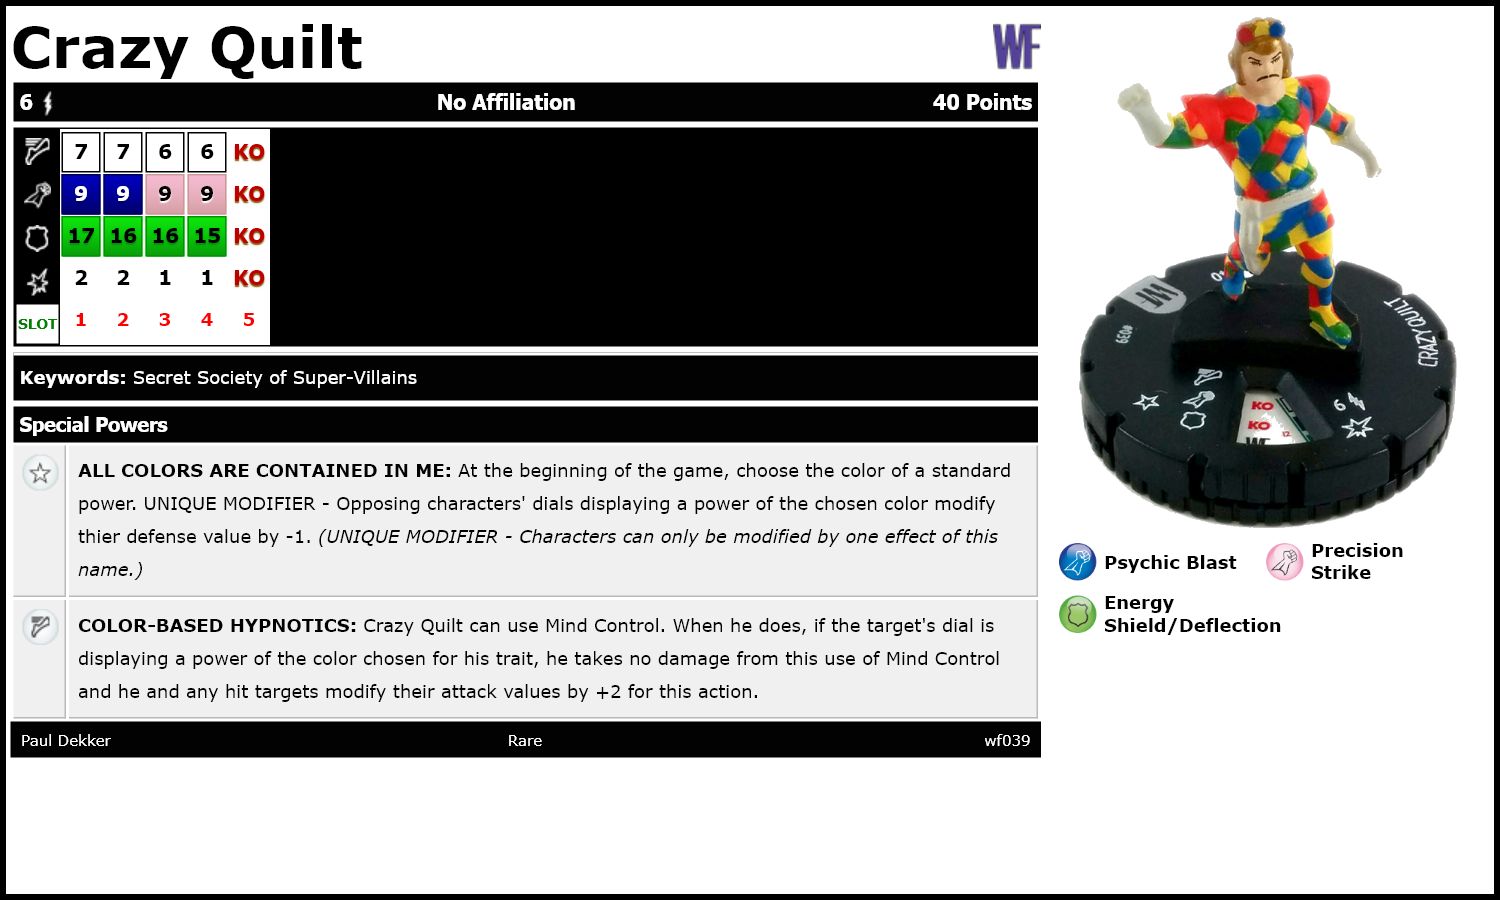 Crazy Quilt
WF
6 No Affiliation 40 Points
7 7 6 6 KO
9 9 9 9 KO
17 16 16 15 KO
2 2 1 1 KO
SLOT 1 2 3 4 5
Keywords: Secret Society of Super-Villains
Special Powers
ALL COLORS ARE CONTAINED IN ME: At the beginning of the game, choose the color of a standard
power. UNIQUE MODIFIER - Opposing characters' dials displaying a power of the chosen color modify
thier defense value by -1. (UNIQUE MODIFIER - Characters can only be modified by one effect of this
name.)
COLOR-BASED HYPNOTICS: Crazy Quilt can use Mind Control. When he does, if the target's dial is
displaying a power of the color chosen for his trait, he takes no damage from this use of Mind Control
and he and any hit targets modify their attack values by +2 for this action.
Paul Dekker Rare wf039
CRAZY QUILT
039
6
KO
KO
12
WF
Psychic Blast
Precision
Strike
Energy
Shield/Deflection